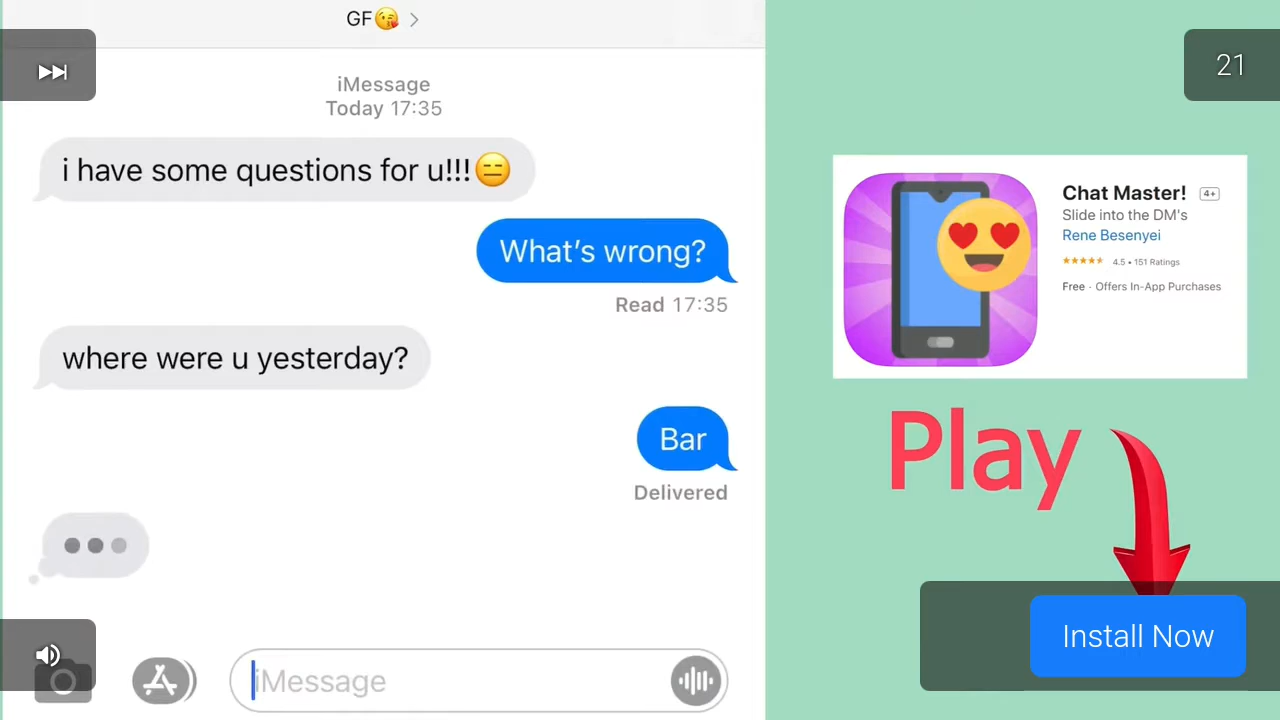 GF😘
iMessage
Today 17:35
i have some questions for u!!!😑
What's wrong?
Read 17:35
where were u yesterday?
Bar
Delivered
iMessage
21
Chat Master! 4+
Slide into the DM's
Rene Besenyei
4.5 • 151 Ratings
Free · Offers In-App Purchases
Play
Install Now